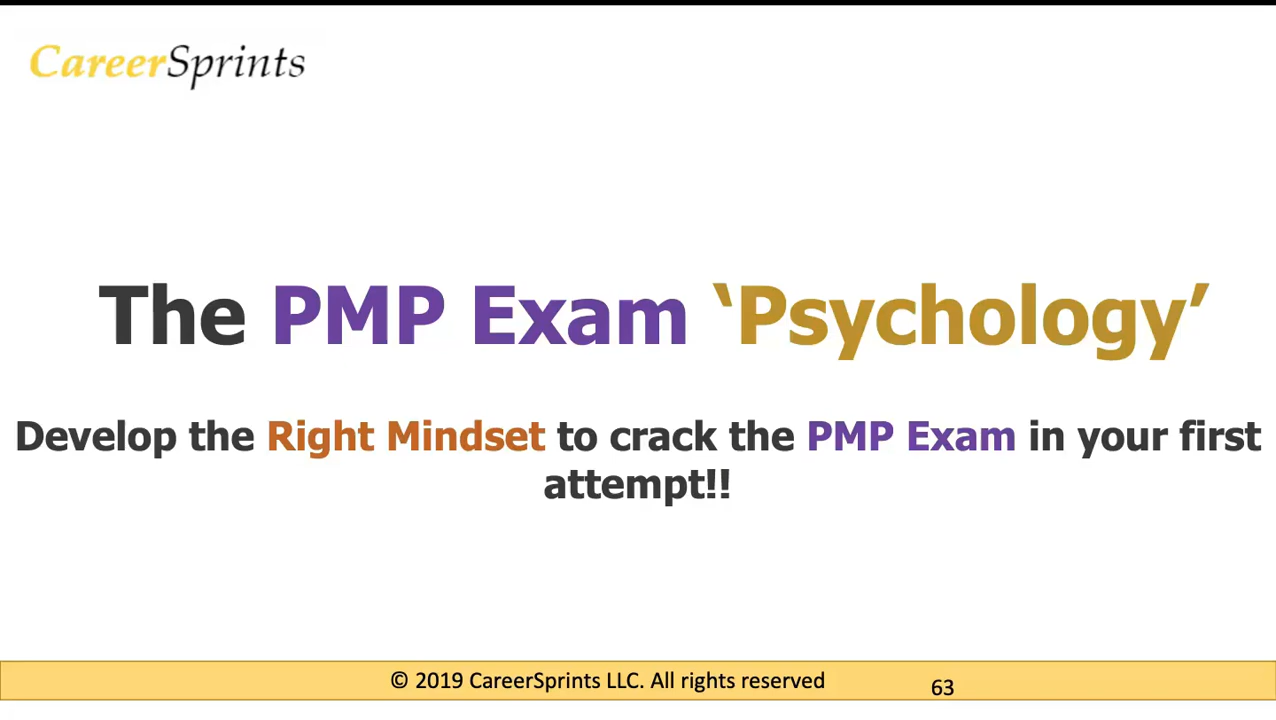 CareerSprints
The PMP Exam ‘Psychology’
Develop the Right Mindset to crack the PMP Exam in your first
attempt!!
© 2019 CareerSprints LLC. All rights reserved
63